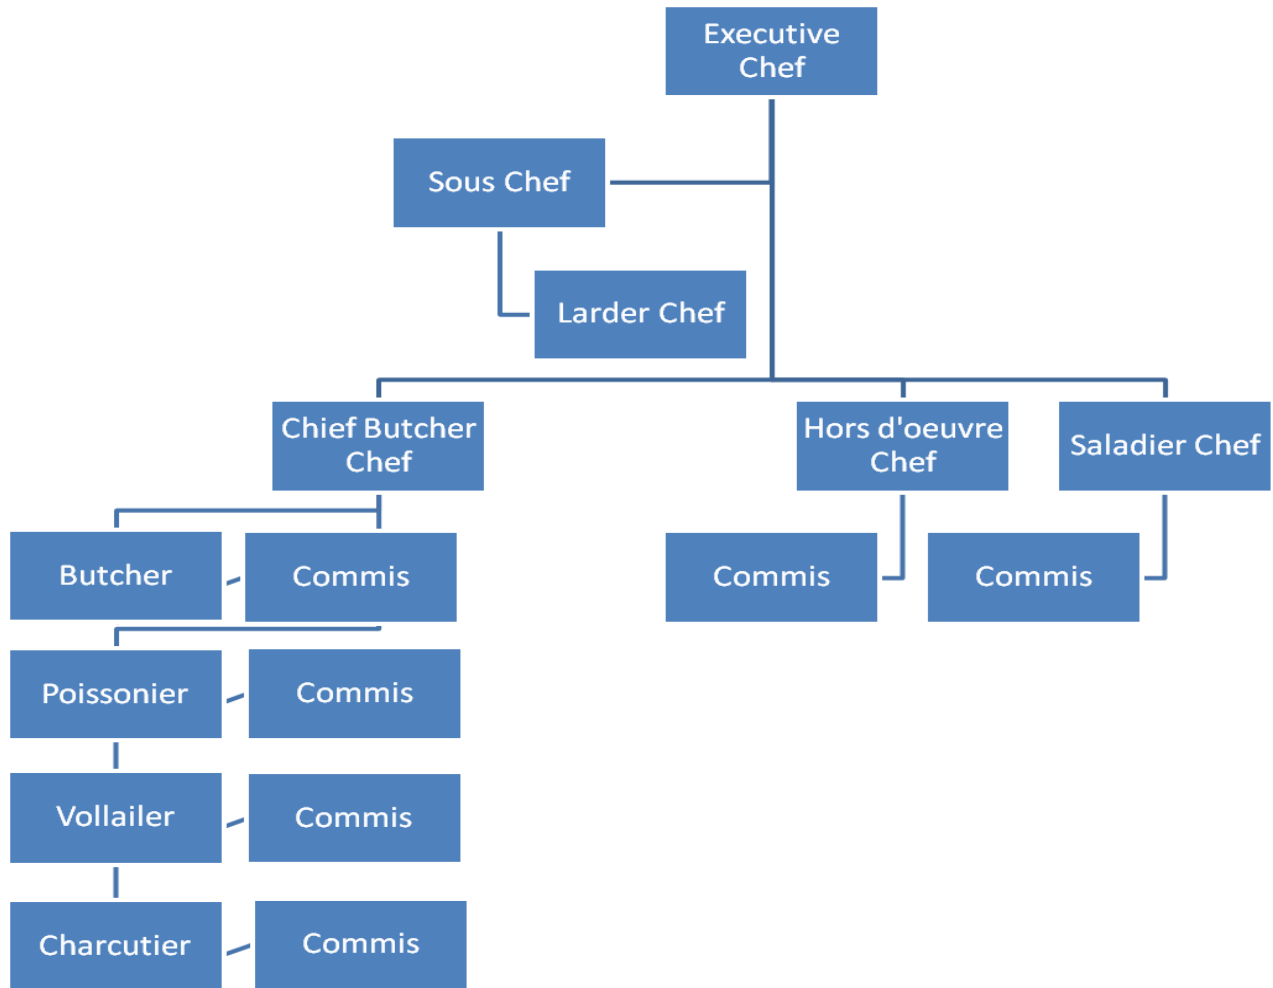 Executive
Chef
Sous Chef
Larder Chef
Chief Butcher
Chef
Hors d'oeuvre
Chef
Saladier Chef
Butcher
Commis
Commis
Commis
Poissonier
Commis
Vollailer
Commis
Charcutier
Commis